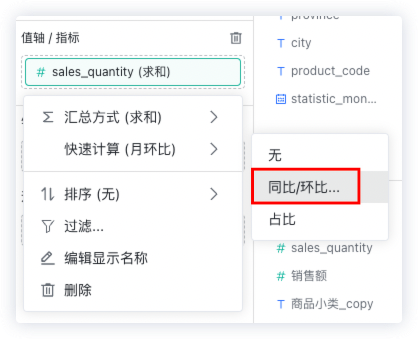 值轴 / 指标
# sales_quantity (求和)
Σ 汇总方式 (求和)
快速计算 (月环比)
排序 (无)
过滤...
编辑显示名称
删除
无
同比/环比...
占比
T city
T product_code
statistic_mon...
# sales_quantity
# 销售额
T 商品小类_copy